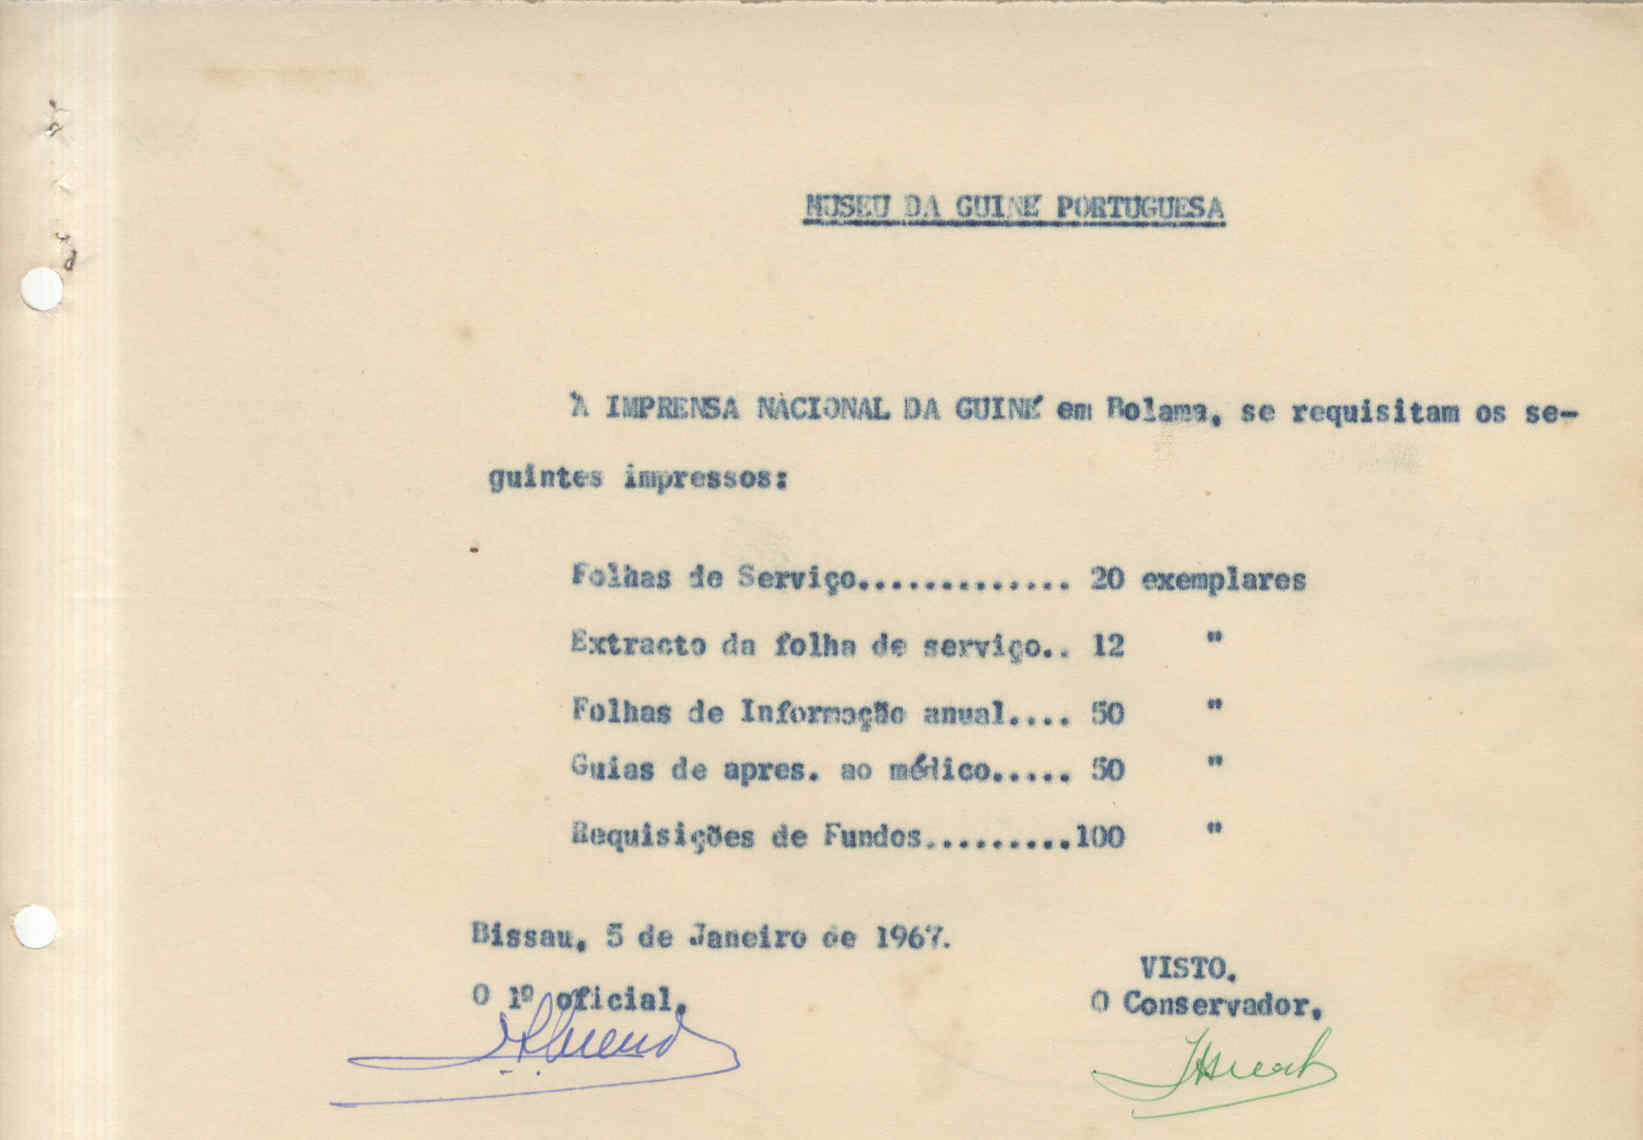 MUSEU DA GUINÉ PORTUGUESA
À IMPRENSA NACIONAL DA GUINÉ em Bolama, se requisitam os se-
guintes impressos:
Folhas de Serviço............. 20 exemplares
Extracto da folha de serviço.. 12 "
Folhas de Informação anual.... 50 "
Guias de apres. ao médico..... 50 "
Requisições de Fundos.........100 "
Bissau, 5 de Janeiro de 1967.
VISTO.
O 1º oficial,
O Conservador,